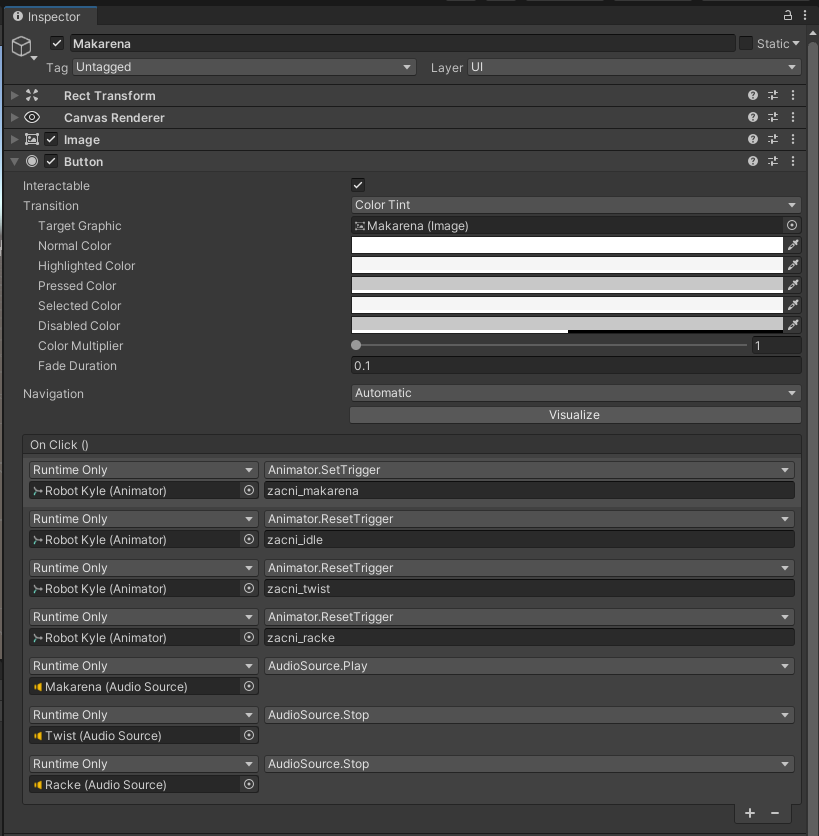 Inspector
Makarena Static
Tag Untagged Layer UI
Rect Transform
Canvas Renderer
Image
Button
Interactable
Transition Color Tint
Target Graphic Makarena (Image)
Normal Color
Highlighted Color
Pressed Color
Selected Color
Disabled Color
Color Multiplier 1
Fade Duration 0.1
Navigation Automatic
Visualize
On Click ()
Runtime Only Animator.SetTrigger
Robot Kyle (Animator) zacni_makarena
Runtime Only Animator.ResetTrigger
Robot Kyle (Animator) zacni_idle
Runtime Only Animator.ResetTrigger
Robot Kyle (Animator) zacni_twist
Runtime Only Animator.ResetTrigger
Robot Kyle (Animator) zacni_racke
Runtime Only AudioSource.Play
Makarena (Audio Source)
Runtime Only AudioSource.Stop
Twist (Audio Source)
Runtime Only AudioSource.Stop
Racke (Audio Source)